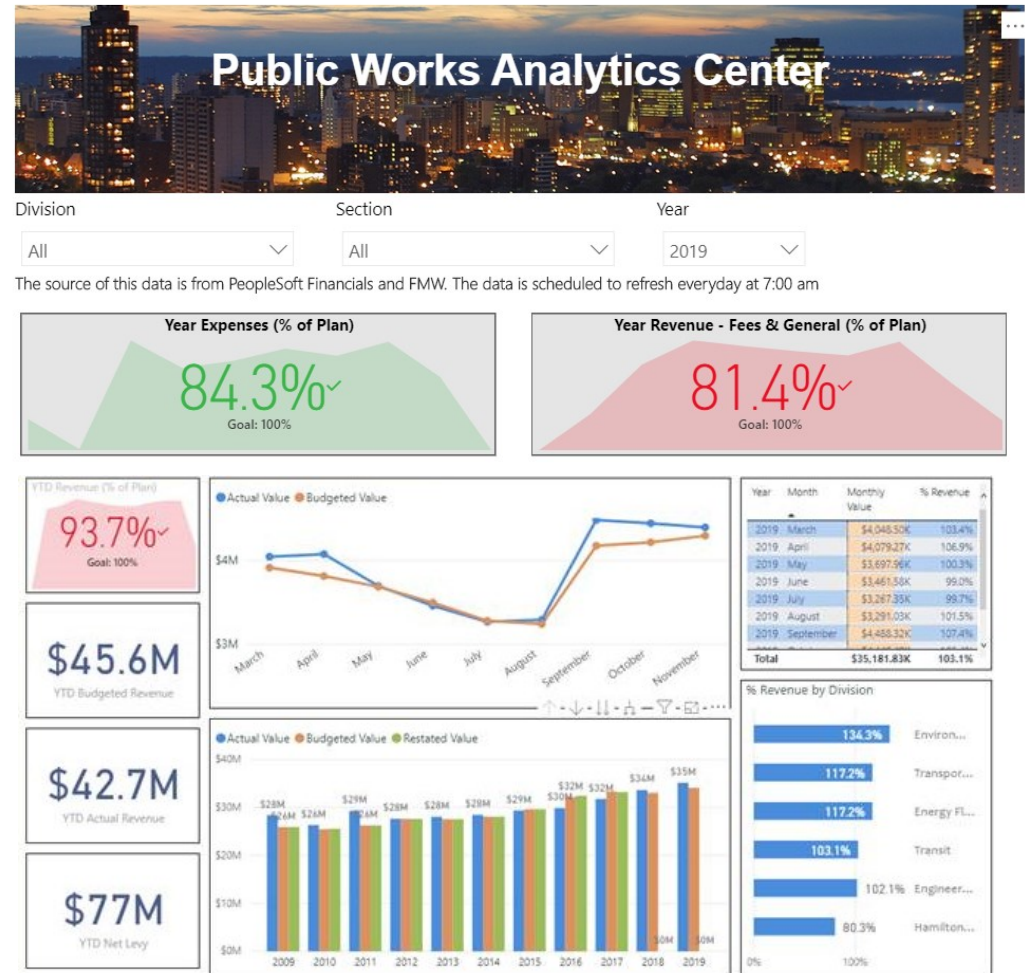 ...
Public Works Analytics Center
Division Section Year
All All 2019
The source of this data is from PeopleSoft Financials and FMW. The data is scheduled to refresh everyday at 7:00 am
Year Expenses (% of Plan)
84.3%
Goal: 100%
Year Revenue - Fees & General (% of Plan)
81.4%
Goal: 100%
YTD Revenue (% of Plan)
93.7%
Goal: 100%
$45.6M
YTD Budgeted Revenue
$42.7M
YTD Actual Revenue
$77M
YTD Net Levy
Actual Value Budgeted Value
$4M
$3M
March April May June July August September October November
Actual Value Budgeted Value Restated Value
$40M
$30M
$20M
$10M
$0M
$28M $26M $26M $29M $26M $28M $28M $28M $29M $30M $32M $32M $34M $35M
$0M $0M
2009 2010 2011 2012 2013 2014 2015 2016 2017 2018 2019
Year Month Monthly Value % Revenue
2019 March $4,048.50K 103.4%
2019 April $4,079.27K 106.9%
2019 May $3,697.96K 100.3%
2019 June $3,461.58K 99.0%
2019 July $3,267.35K 99.7%
2019 August $3,291.03K 101.5%
2019 September $4,488.32K 107.4%
Total $35,181.83K 103.1%
% Revenue by Division
134.3% Environ...
117.2% Transpor...
117.2% Energy Fl...
103.1% Transit
102.1% Engineer...
80.3% Hamilton...
0% 100%